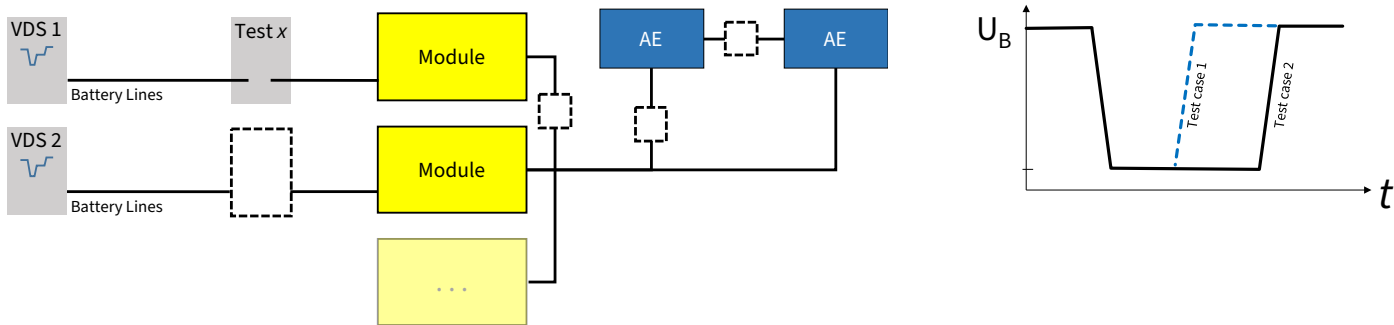 VDS 1
Battery Lines
Test x
Module
VDS 2
Battery Lines
Module
. . .
AE
AE
U_B
Test case 1
Test case 2
t